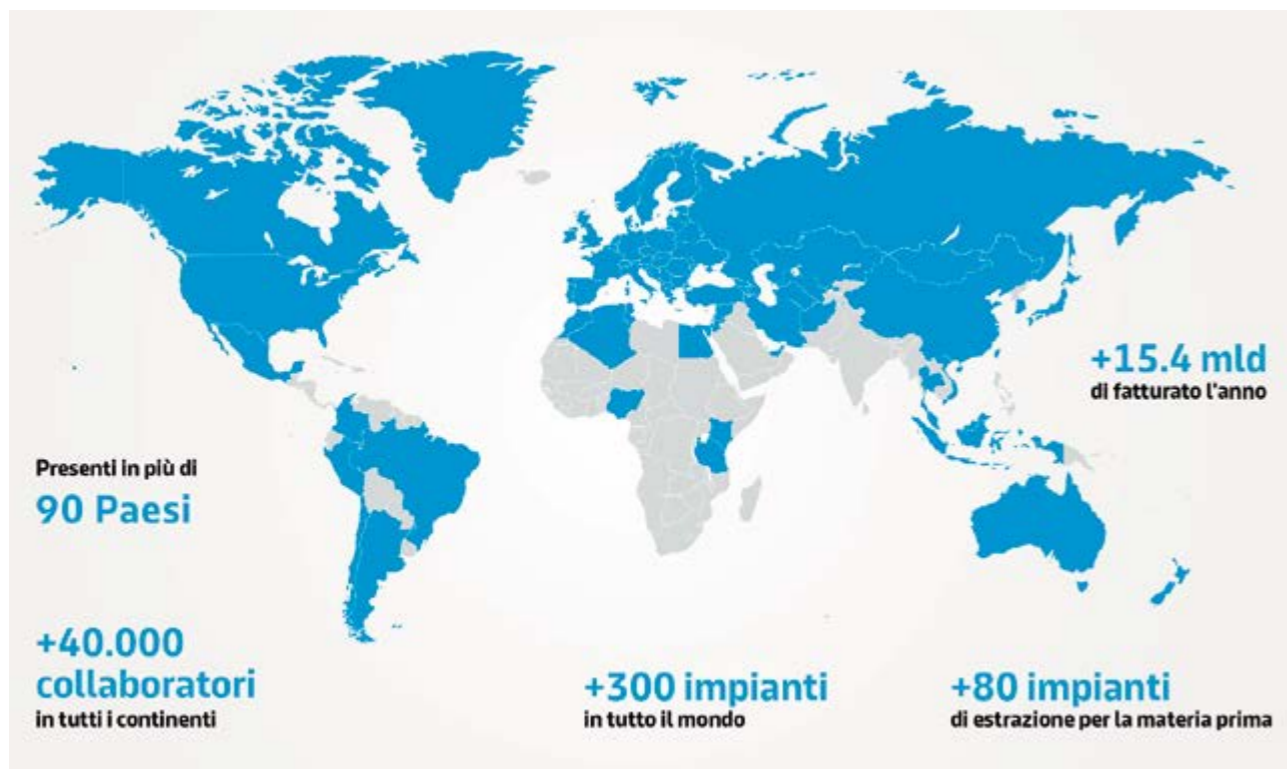 +15.4 mld
di fatturato l'anno
Presenti in più di
90 Paesi
+40.000
collaboratori
in tutti i continenti
+300 impianti
in tutto il mondo
+80 impianti
di estrazione per la materia prima